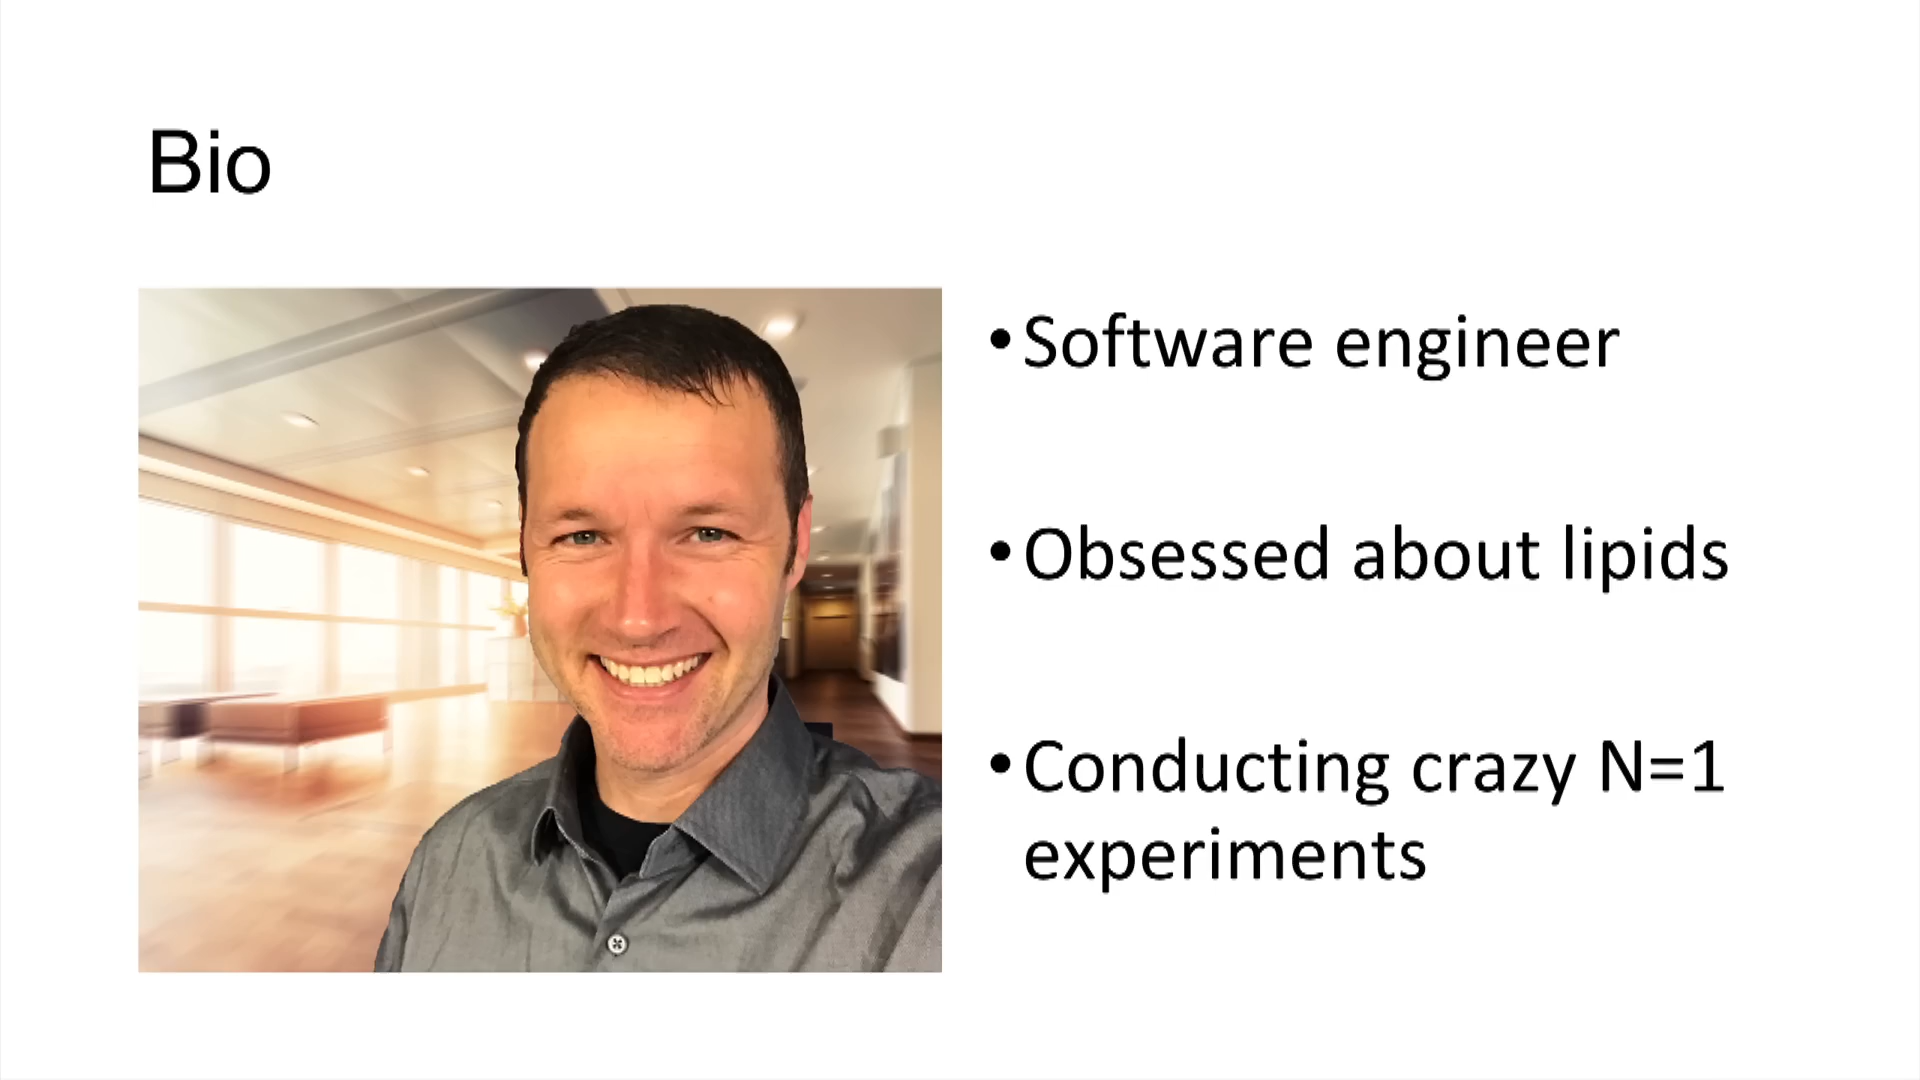 Bio
•Software engineer
•Obsessed about lipids
•Conducting crazy N=1
experiments